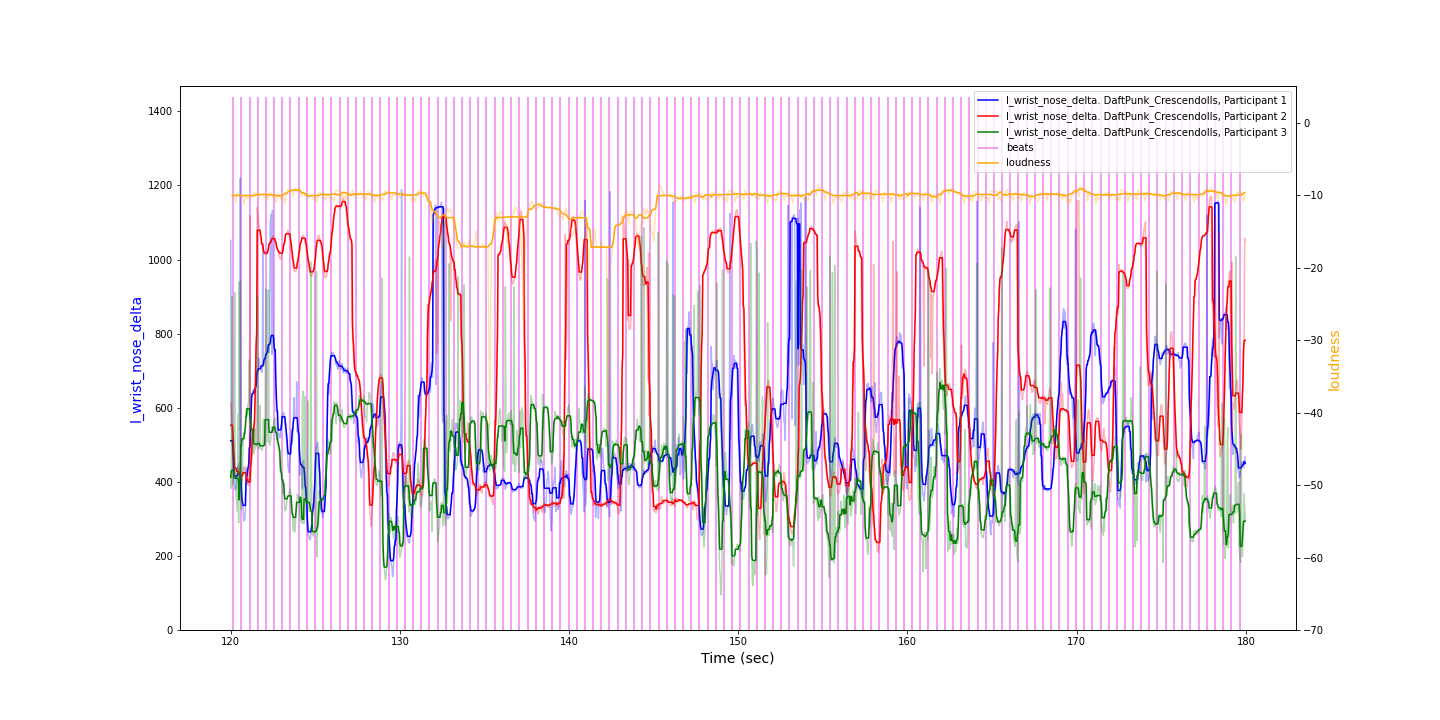 l_wrist_nose_delta. DaftPunk_Crescendolls, Participant 1
l_wrist_nose_delta. DaftPunk_Crescendolls, Participant 2
l_wrist_nose_delta. DaftPunk_Crescendolls, Participant 3
beats
loudness
1400
1200
1000
800
600
400
200
0
l_wrist_nose_delta
0
−10
−20
−30
−40
−50
−60
−70
loudness
120
130
140
150
160
170
180
Time (sec)